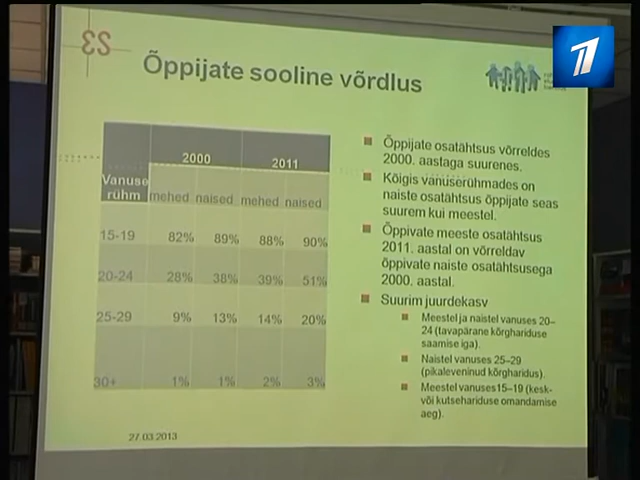 ES
1
Õppijate sooline võrdlus
2000 2011
Vanuse
rühm mehed naised mehed naised
15-19 82% 89% 88% 90%
20-24 28% 38% 39% 51%
25-29 9% 13% 14% 20%
30+ 1% 1% 2% 3%
Õppijate osatähtsus võrreldes
2000. aastaga suurenes.
Kõigis vanuserühmades on
naiste osatähtsus õppijate seas
suurem kui meestel.
Õppivate meeste osatähtsus
2011. aastal on võrreldav
õppivate naiste osatähtsusega
2000. aastal.
Suurim juurdekasv
Meestel ja naistel vanuses 20–
24 (tavapärane kõrghariduse
saamise iga).
Naistel vanuses 25–29
(pikaleveninud kõrgharidus).
Meestel vanuses15–19 (kesk-
või kutsehariduse omandamise
aeg).
27.03.2013